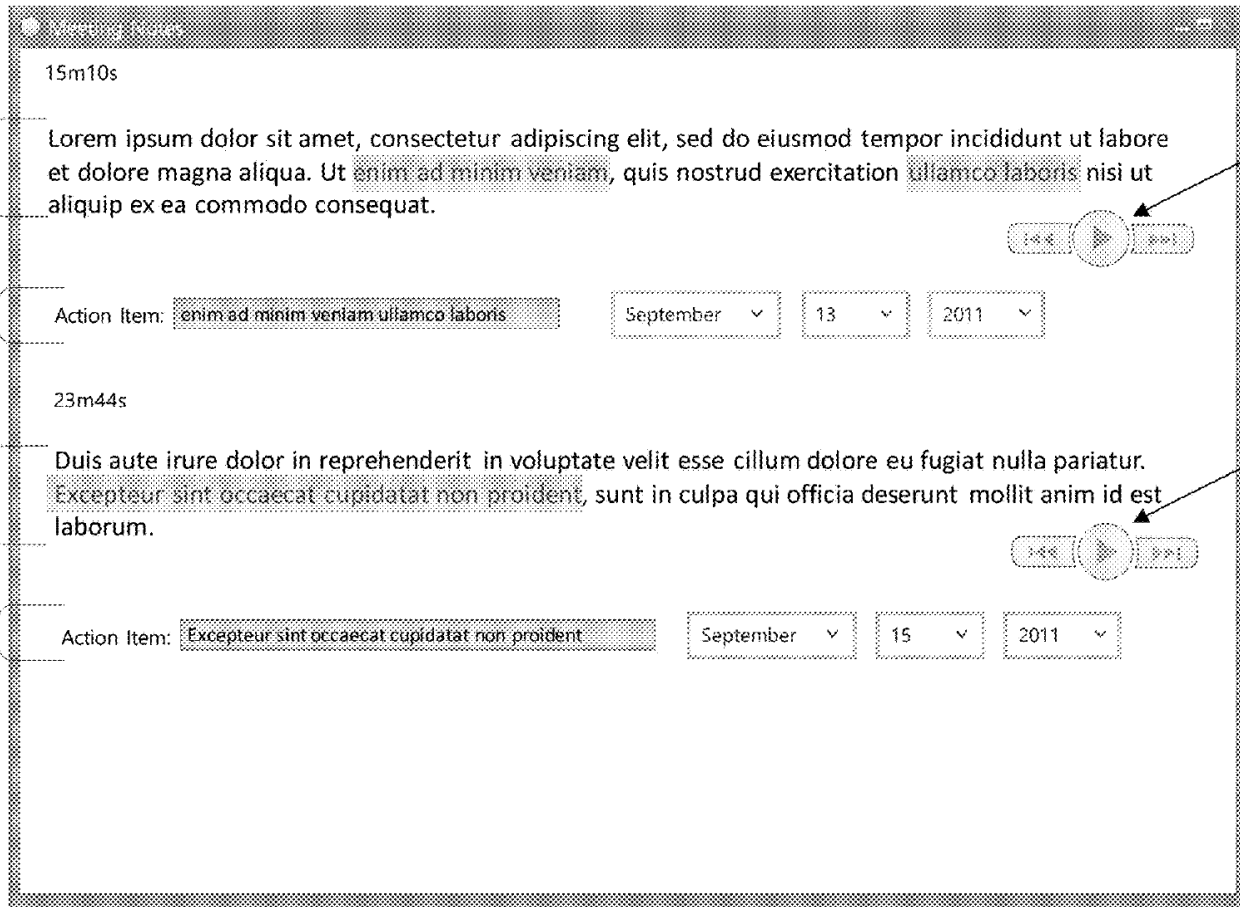 Meeting Notes
15m10s
Lorem ipsum dolor sit amet, consectetur adipiscing elit, sed do eiusmod tempor incididunt ut labore
et dolore magna aliqua. Ut enim ad minim veniam, quis nostrud exercitation ullamco laboris nisi ut
aliquip ex ea commodo consequat.
Action Item: enim ad minim veniam ullamco laboris September 13 2011
23m44s
Duis aute irure dolor in reprehenderit in voluptate velit esse cillum dolore eu fugiat nulla pariatur.
Excepteur sint occaecat cupidatat non proident, sunt in culpa qui officia deserunt mollit anim id est
laborum.
Action Item: Excepteur sint occaecat cupidatat non proident September 15 2011